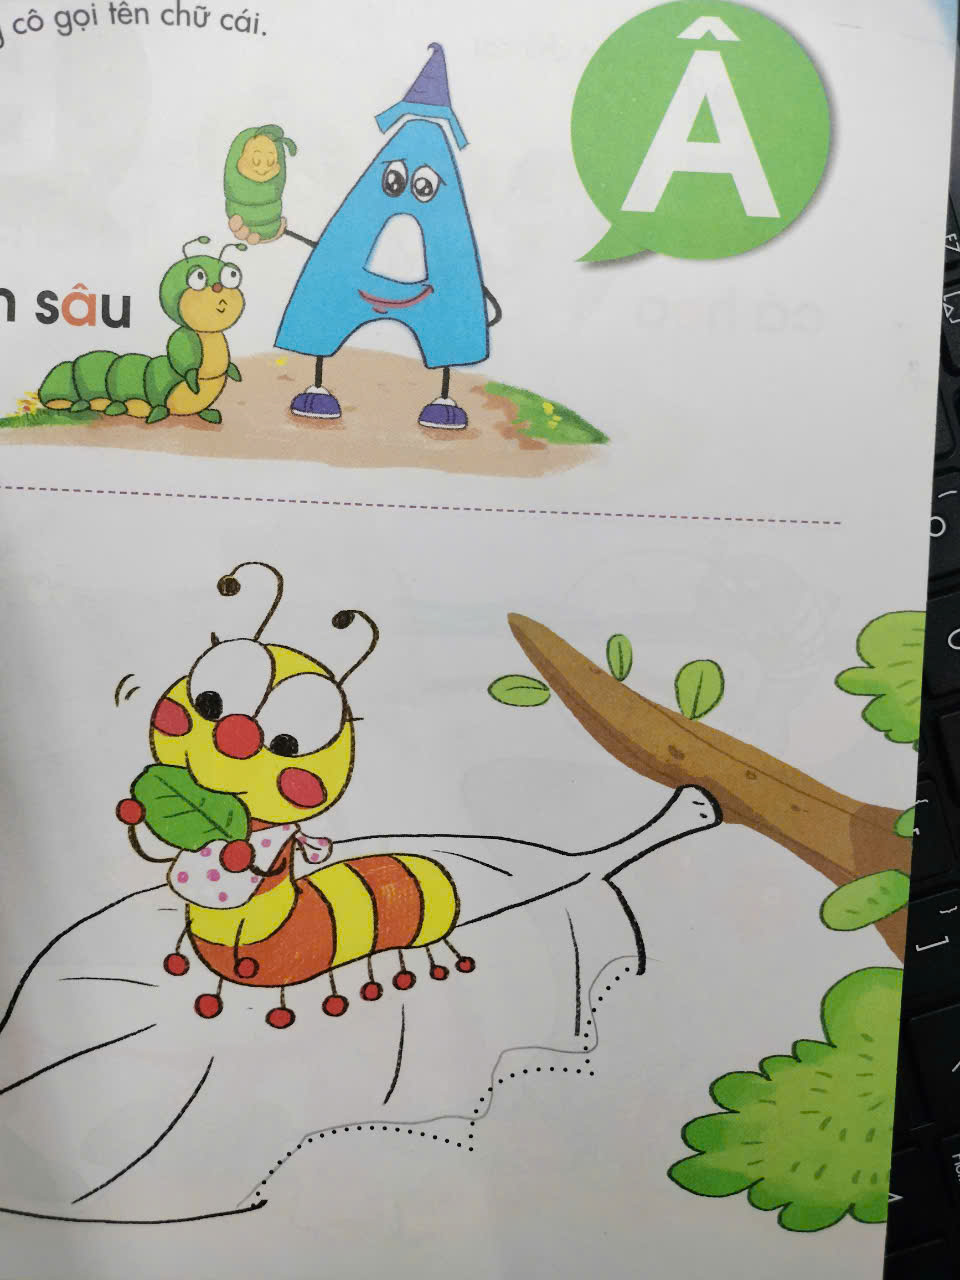 cô gọi tên chữ cái.
Â
sâu